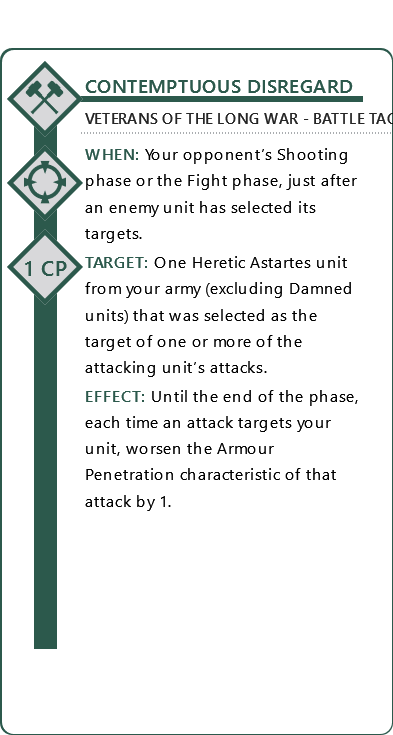 CONTEMPTUOUS DISREGARD
VETERANS OF THE LONG WAR - BATTLE TAC
WHEN: Your opponent's Shooting
phase or the Fight phase, just after
an enemy unit has selected its
targets.
1 CP
TARGET: One Heretic Astartes unit
from your army (excluding Damned
units) that was selected as the
target of one or more of the
attacking unit's attacks.
EFFECT: Until the end of the phase,
each time an attack targets your
unit, worsen the Armour
Penetration characteristic of that
attack by 1.